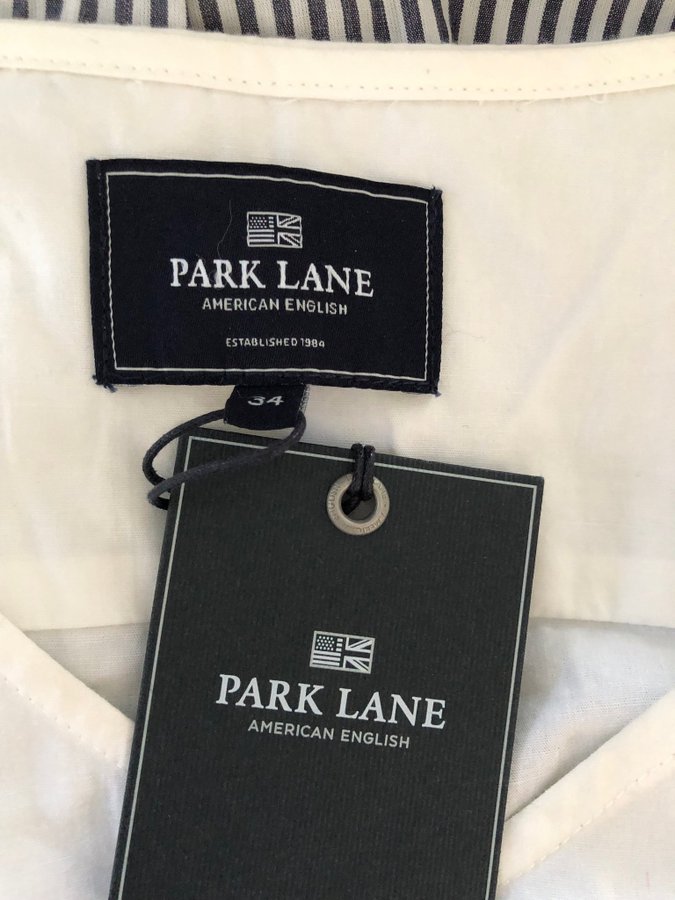 PARK LANE
AMERICAN ENGLISH
ESTABLISHED 1984
34
PARK LANE
AMERICAN ENGLISH